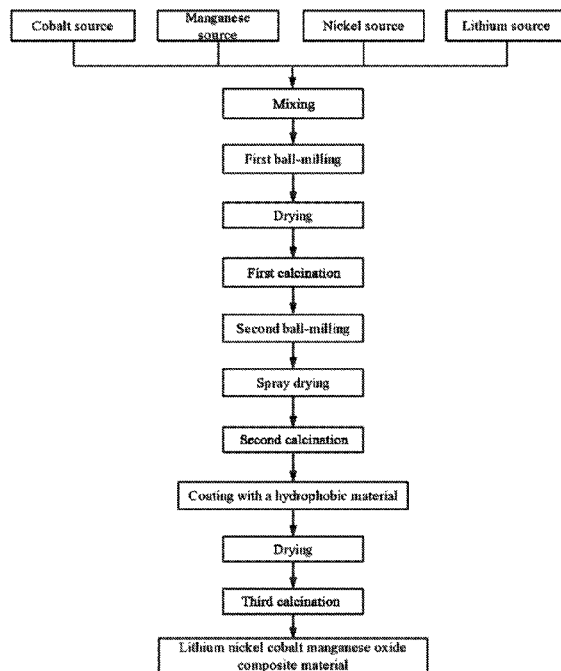 Cobalt source
Manganese
source
Nickel source
Lithium source
Mixing
First ball-milling
Drying
First calcination
Second ball-milling
Spray drying
Second calcination
Coating with a hydrophobic material
Drying
Third calcination
Lithium nickel cobalt manganese oxide
composite material